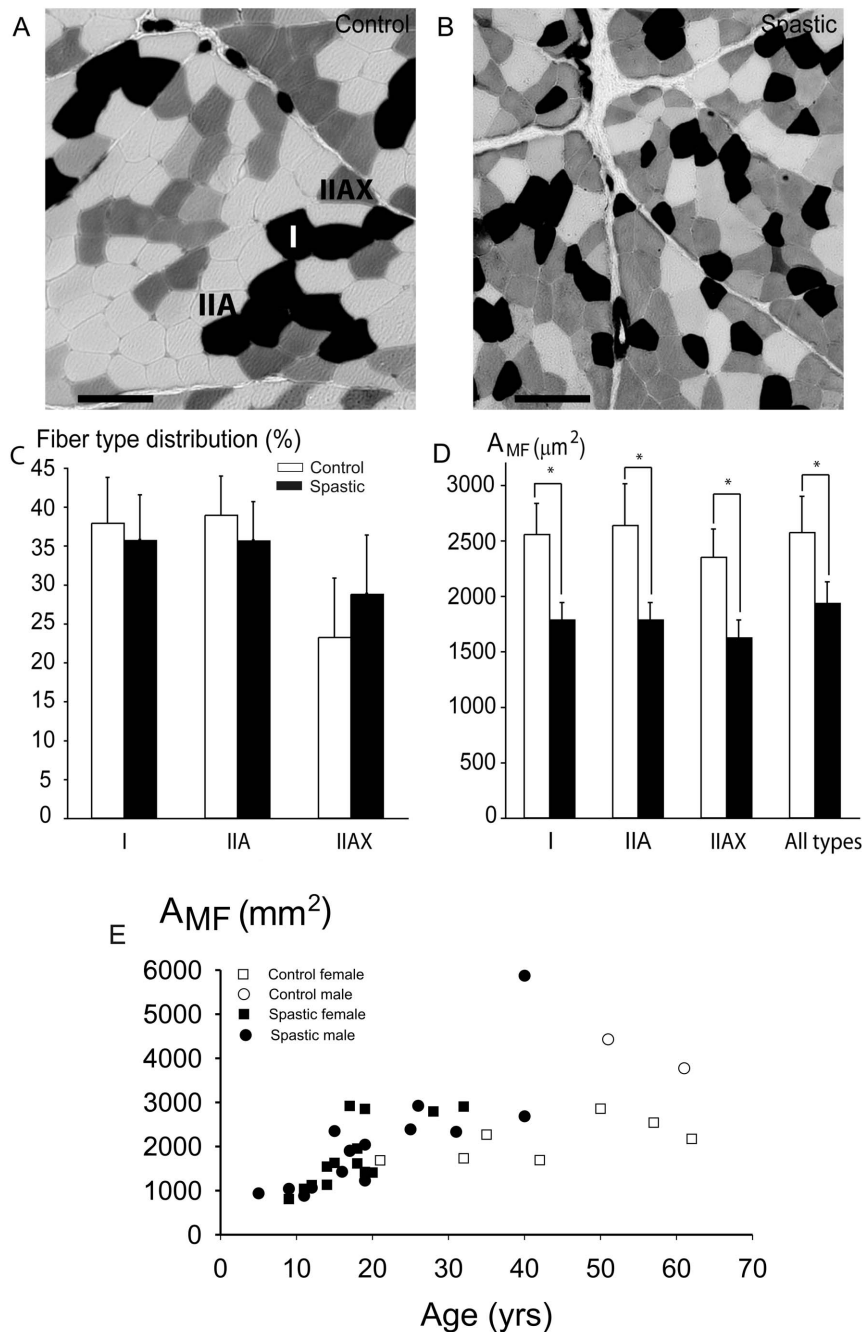 A
Control
IIAX
I
IIA
B
Spastic
C
Fiber type distribution (%)
Control
Spastic
45
40
35
30
25
20
15
10
5
0
I IIA IIAX
D
AMF (μm²)
3000
2500
2000
1500
1000
500
0
* * * *
I IIA IIAX All types
E
AMF (mm²)
Control female
Control male
Spastic female
Spastic male
6000
5000
4000
3000
2000
1000
0
0 10 20 30 40 50 60 70
Age (yrs)